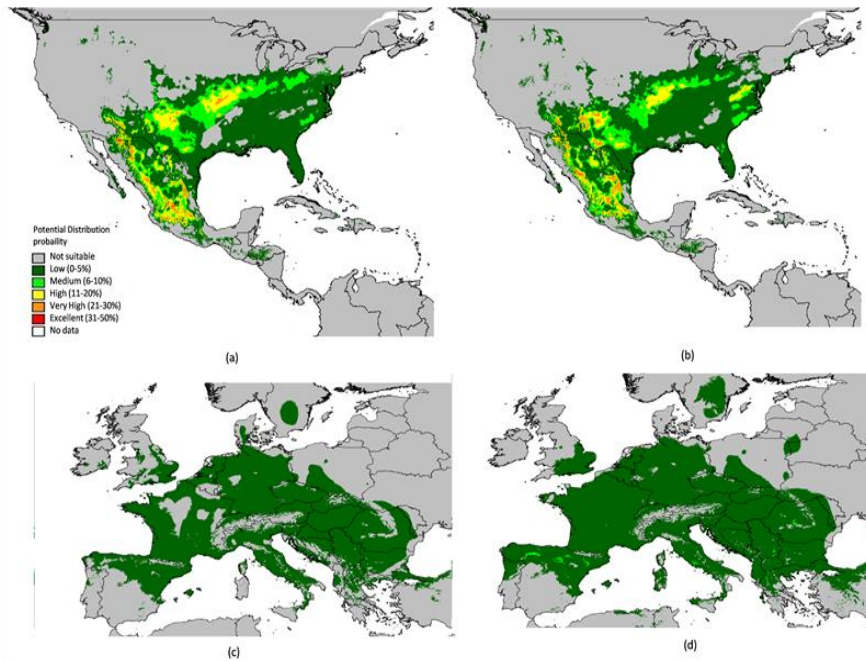 Potential Distribution
probaility
Not suitable
Low (0-5%)
Medium (6-10%)
High (11-20%)
Very High (21-30%)
Excellent (31-50%)
No data
(a)
(b)
(c)
(d)